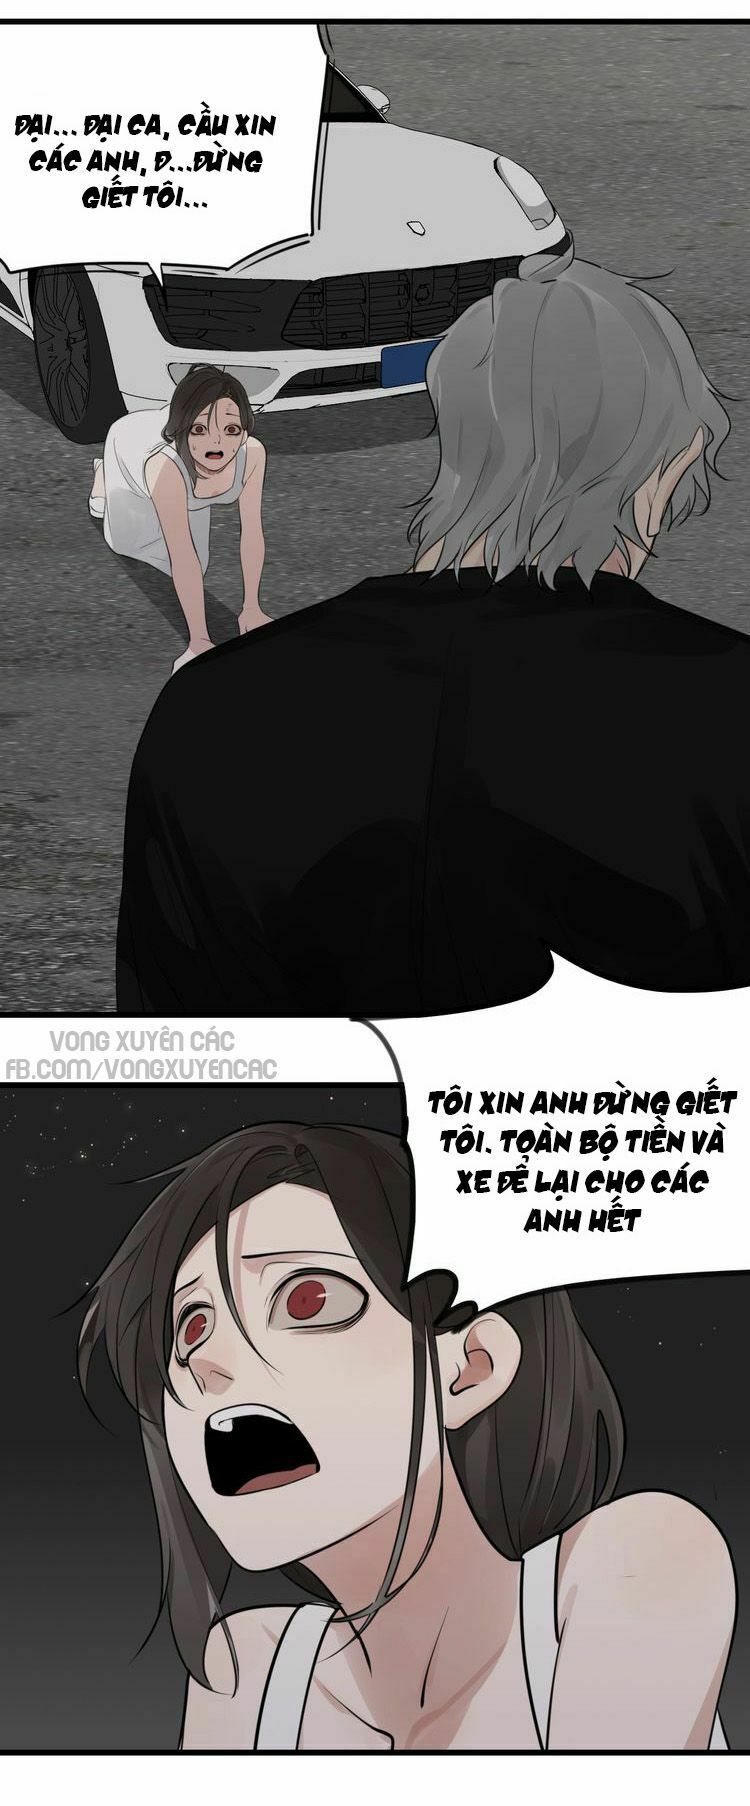 ĐẠI... ĐẠI CA, CẦU XIN
CÁC ANH, Đ...ĐỪNG
GIẾT TÔI...
VONG XUYÊN CÁC
FB.COM/VONGXUYENCAC
TÔI XIN ANH ĐỪNG GIẾT
TÔI. TOÀN BỘ TIỀN VÀ
XE ĐỂ LẠI CHO CÁC
ANH HẾT